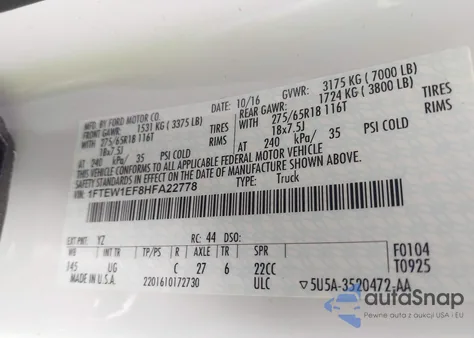 MFD. BY FORD MOTOR CO.
10/16
GVWR: 3175 KG (7000 LB)
FRONT GAWR: 1531 KG (3375 LB)
REAR GAWR: 1724 KG (3800 LB)
WITH 275/65R18 116T TIRES
WITH 275/65R18 116T TIRES
18x7.5J RIMS
18x7.5J RIMS
AT 240 kPa/ 35 PSI COLD
AT 240 kPa/ 35 PSI COLD
THIS VEHICLE CONFORMS TO ALL APPLICABLE FEDERAL MOTOR VEHICLE
SAFETY STANDARDS IN EFFECT ON THE DATE OF MANUFACTURE SHOWN ABOVE.
VIN: 1FTEW1EF8HFA22778
TYPE: Truck
EXT PNT: YZ RC: 44 DSO:
WB INT TR TP/PS R AXLE TR SPR
145 UG C 27 6 22CC
F0104
T0925
MADE IN U.S.A. 2201610172730 ULC
▽5U5A-3520472-AA
autoSnap
Pewne auta z aukcji USA i EU